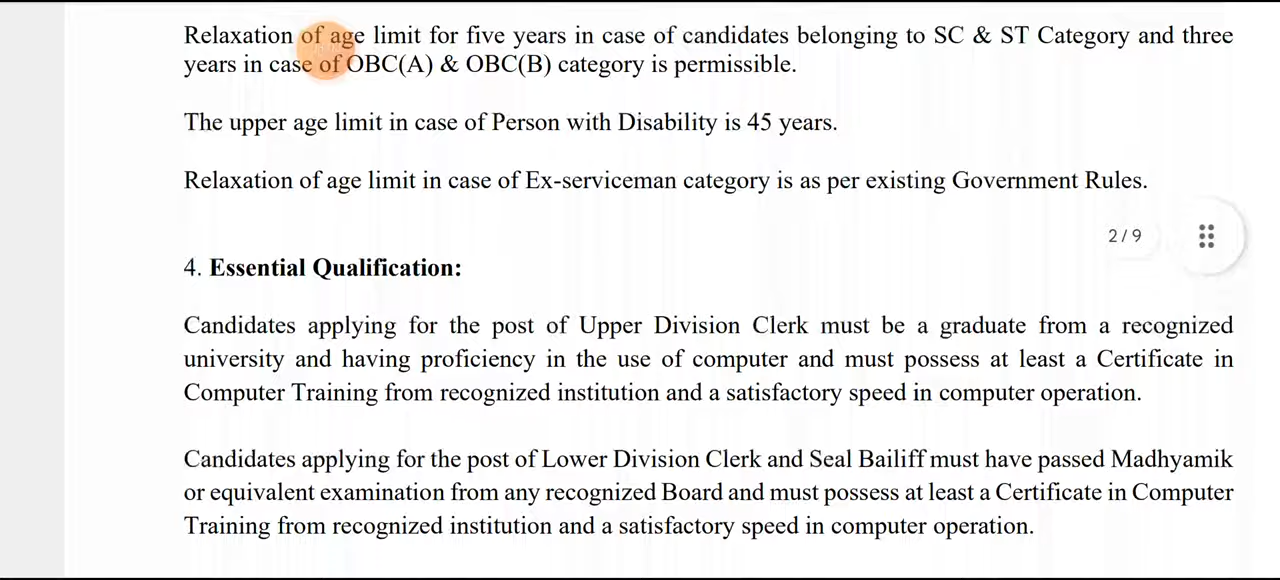 Relaxation of age limit for five years in case of candidates belonging to SC & ST Category and three
years in case of OBC(A) & OBC(B) category is permissible.
The upper age limit in case of Person with Disability is 45 years.
Relaxation of age limit in case of Ex-serviceman category is as per existing Government Rules.
2 / 9
4. Essential Qualification:
Candidates applying for the post of Upper Division Clerk must be a graduate from a recognized
university and having proficiency in the use of computer and must possess at least a Certificate in
Computer Training from recognized institution and a satisfactory speed in computer operation.
Candidates applying for the post of Lower Division Clerk and Seal Bailiff must have passed Madhyamik
or equivalent examination from any recognized Board and must possess at least a Certificate in Computer
Training from recognized institution and a satisfactory speed in computer operation.